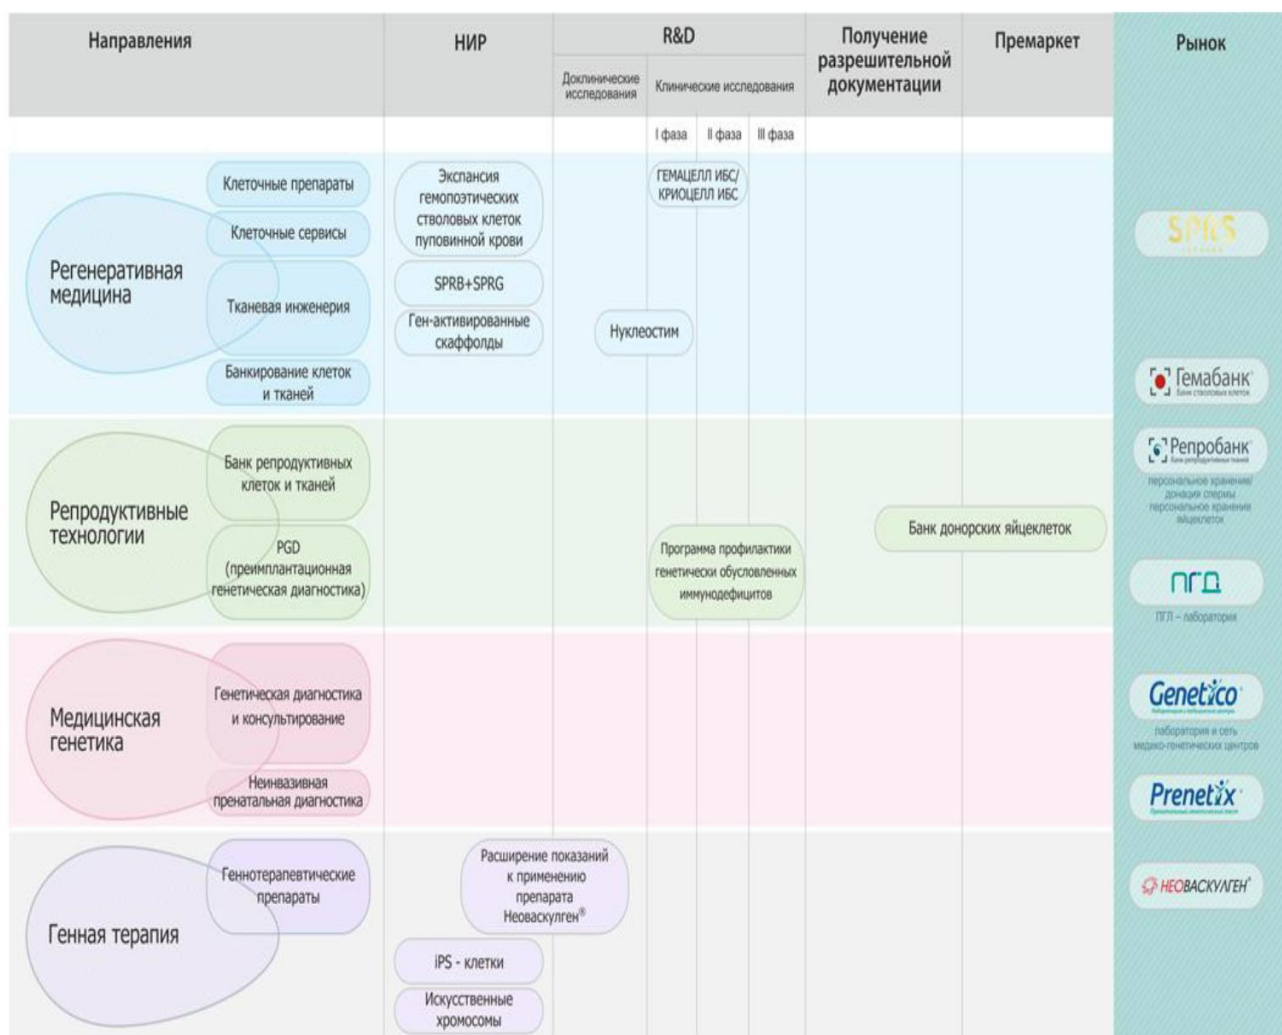 Направления
НИР
R&D
Получение
разрешительной
документации
Премаркет
Рынок
Доклинические
исследования
Клинические исследования
I фаза
II фаза
III фаза
Регенеративная
медицина
Клеточные препараты
Клеточные сервисы
Тканевая инженерия
Банкирование клеток
и тканей
Экспансия
гемопоэтических
стволовых клеток
пуповинной крови
SPRB+SPRG
Ген-активированные
скаффолды
ГЕМАЦЕЛЛ ИБС/
КРИОЦЕЛЛ ИБС
Нуклеостим
SPRS
Гемабанк®
Банк стволовых клеток
Репродуктивные
технологии
Банк репродуктивных
клеток и тканей
PGD
(преимплантационная
генетическая диагностика)
Программа профилактики
генетически обусловленных
иммунодефицитов
Банк донорских яйцеклеток
Репробанк®
Банк репродуктивных тканей
персональное хранение/
донация спермы
персональное хранение
яйцеклеток
ПГД
ПГЛ – лаборатория
Медицинская
генетика
Генетическая диагностика
и консультирование
Неинвазивная
пренатальная диагностика
Genetico
лаборатория и сеть
медико-генетических центров
Prenetix
Генная терапия
Геннотерапевтические
препараты
Расширение показаний
к применению
препарата
Неоваскулген®
iPS - клетки
Искусственные
хромосомы
НЕОВАСКУЛГЕН®